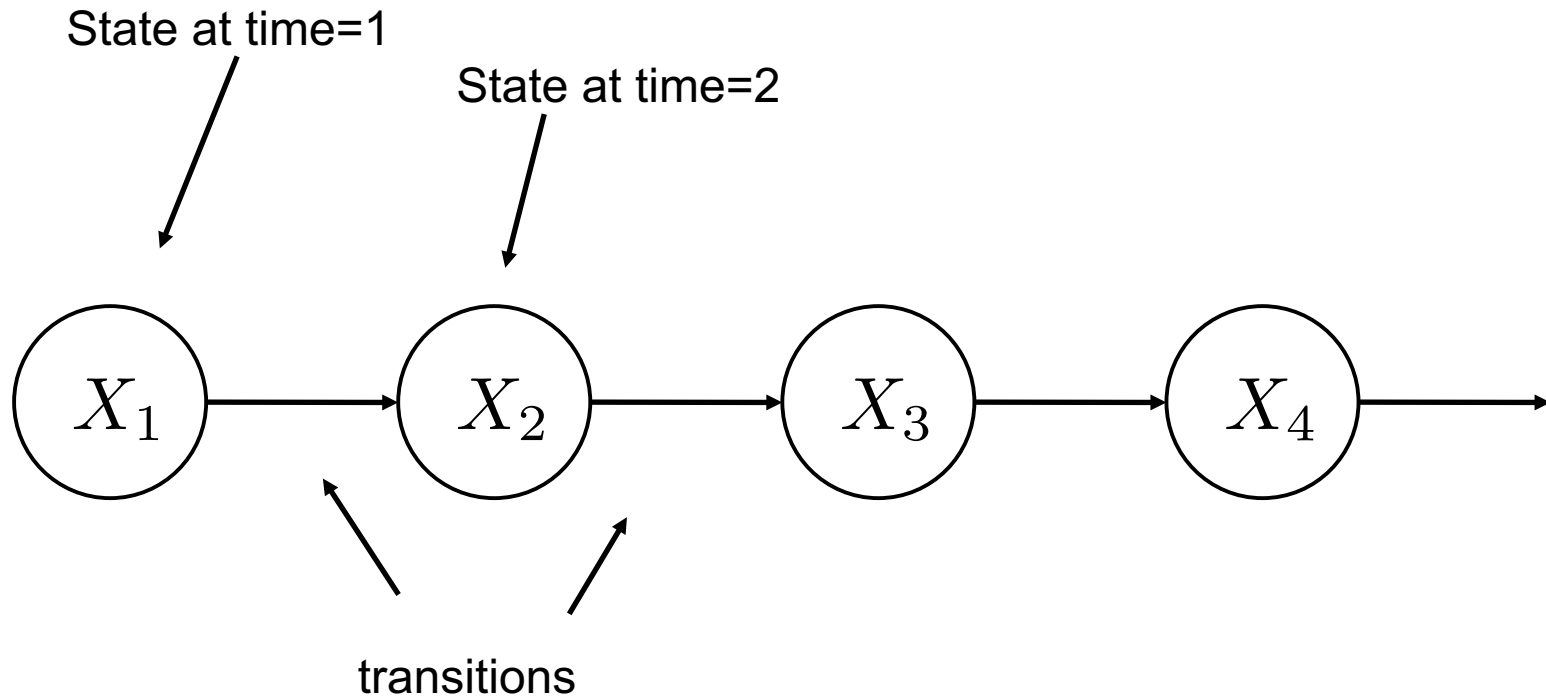 State at time=1
State at time=2
X₁
X₂
X₃
X₄
transitions